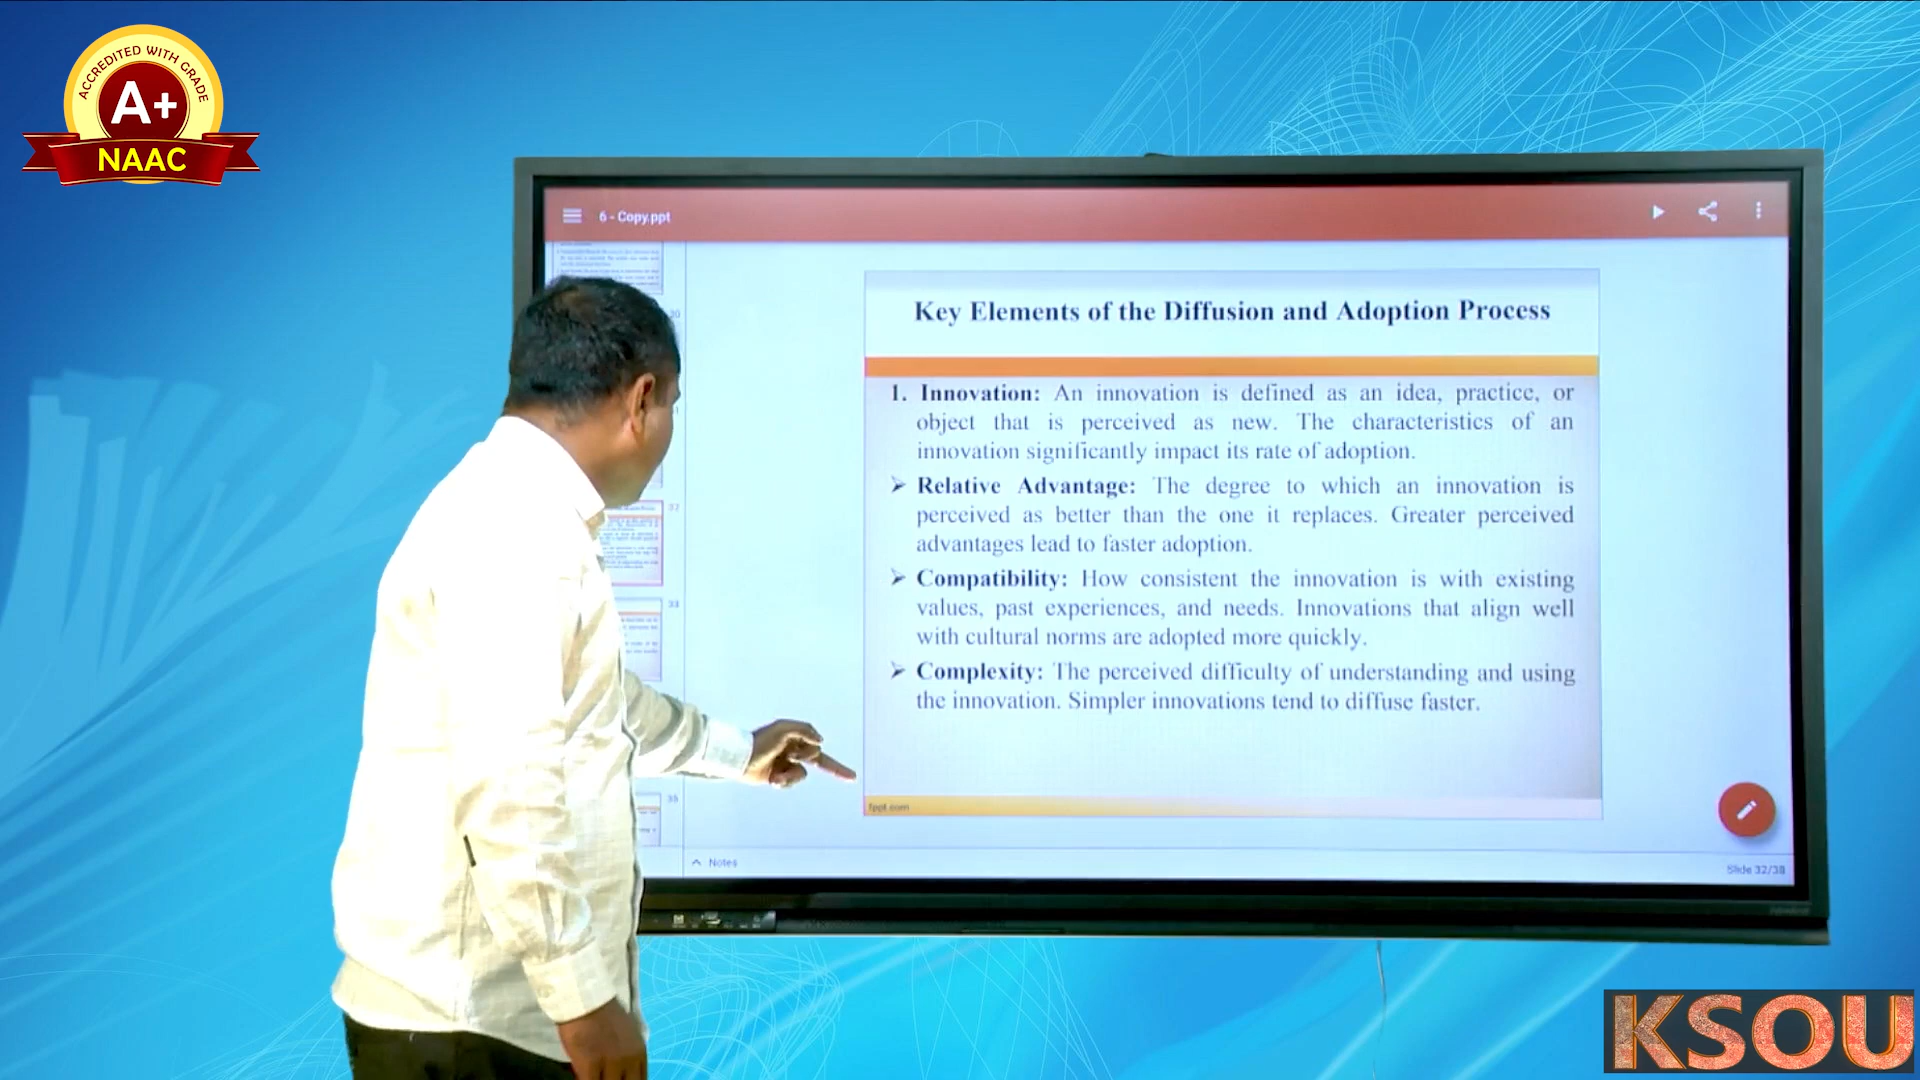 ACCREDITED WITH GRADE
A+
NAAC
6 - Copy.ppt
Key Elements of the Diffusion and Adoption Process
1. Innovation: An innovation is defined as an idea, practice, or
object that is perceived as new. The characteristics of an
innovation significantly impact its rate of adoption.
➢ Relative Advantage: The degree to which an innovation is
perceived as better than the one it replaces. Greater perceived
advantages lead to faster adoption.
➢ Compatibility: How consistent the innovation is with existing
values, past experiences, and needs. Innovations that align well
with cultural norms are adopted more quickly.
➢ Complexity: The perceived difficulty of understanding and using
the innovation. Simpler innovations tend to diffuse faster.
fppt.com
33
35
Notes
Slide 32/38
KSOU